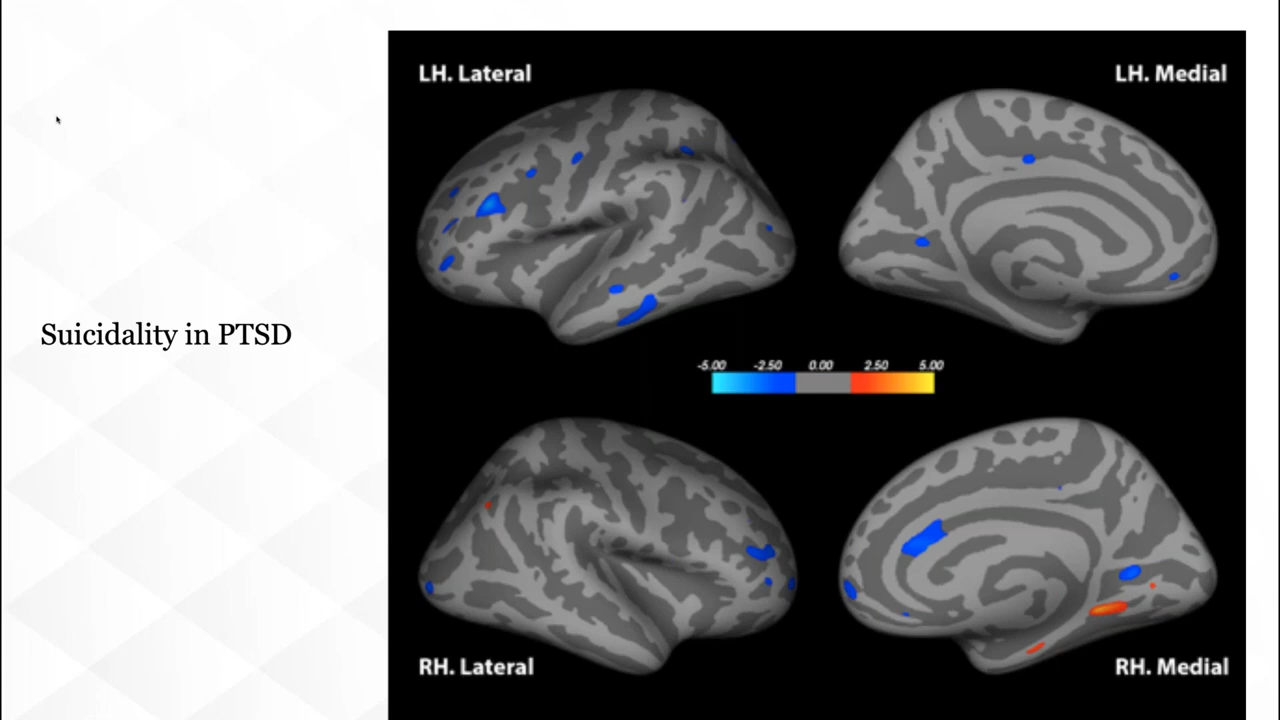 LH. Lateral
LH. Medial
Suicidality in PTSD
-5.00 -2.50 0.00 2.50 5.00
RH. Lateral
RH. Medial